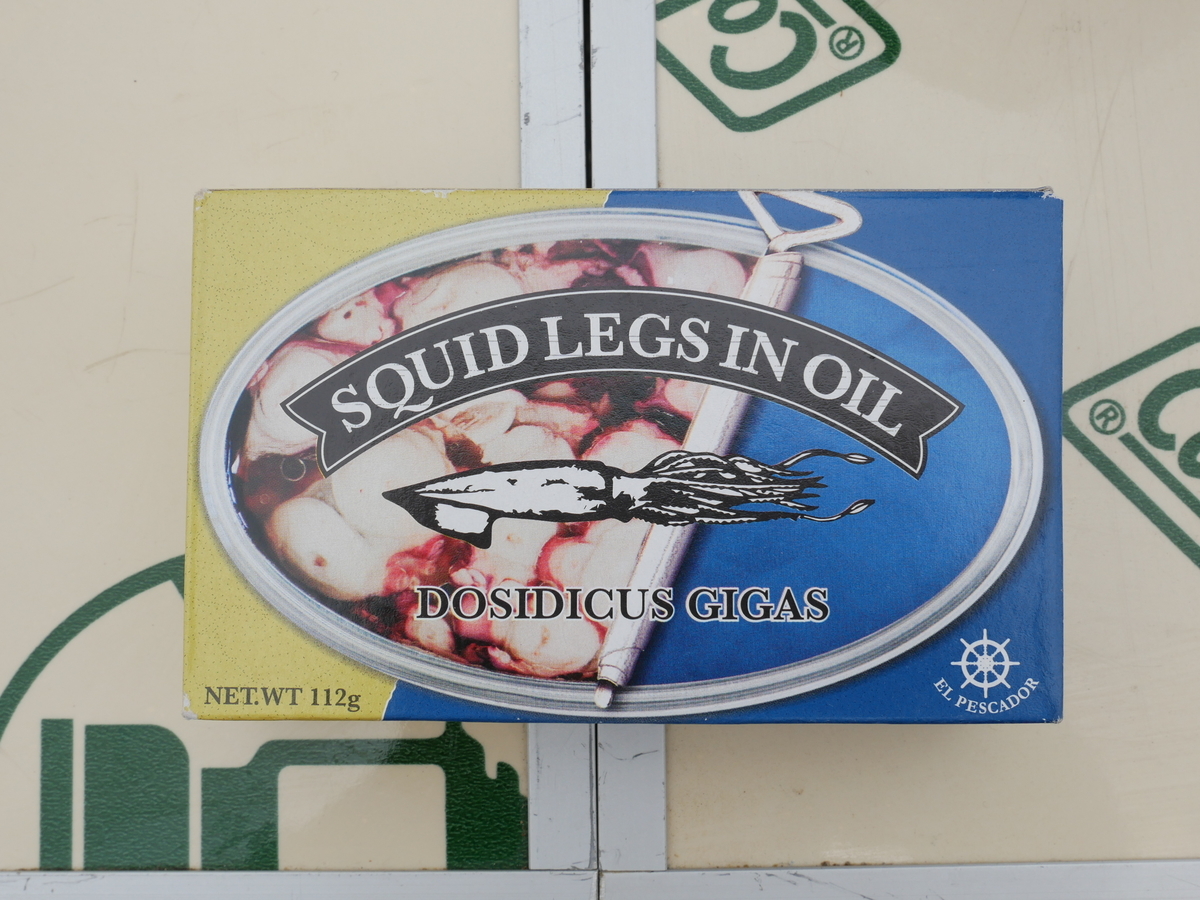 SQUID LEGS IN OIL
DOSIDICUS GIGAS
NET.WT 112g
EL PESCADOR